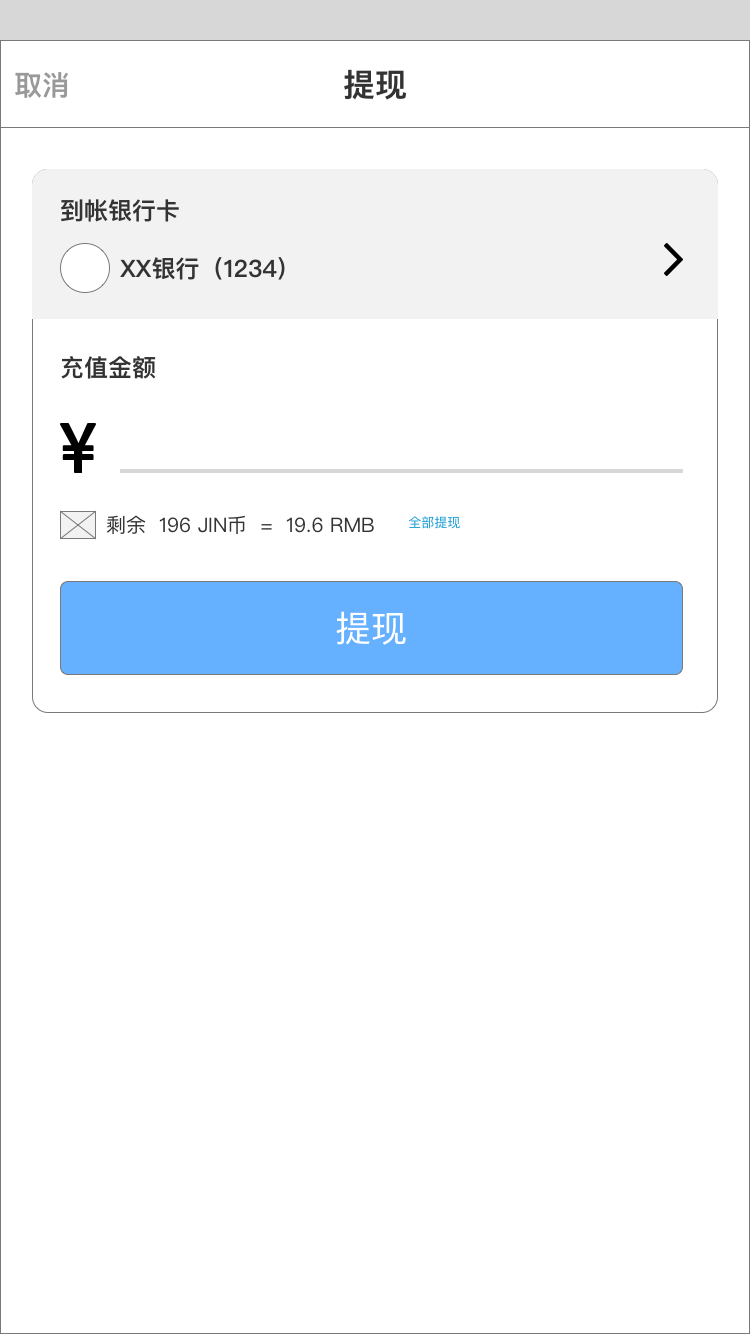 取消
提现
到帐银行卡
XX银行（1234）
充值金额
¥
剩余 196 JIN币 = 19.6 RMB 全部提现
提现